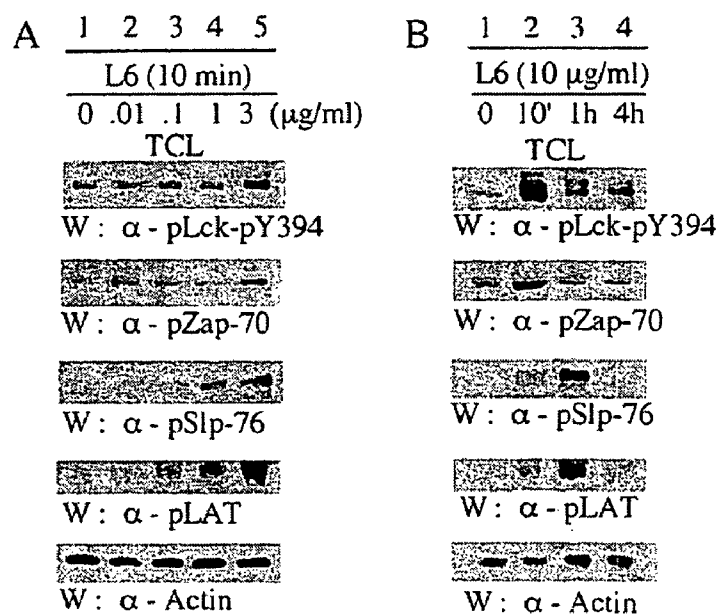 A
1 2 3 4 5
L6 (10 min)
0 .01 .1 1 3 (µg/ml)
TCL
W : α - pLck-pY394
W : α - pZap-70
W : α - pSlp-76
W : α - pLAT
W : α - Actin
B
1 2 3 4
L6 (10 µg/ml)
0 10' 1h 4h
TCL
W : α - pLck-pY394
W : α - pZap-70
W : α - pSlp-76
W : α - pLAT
W : α - Actin